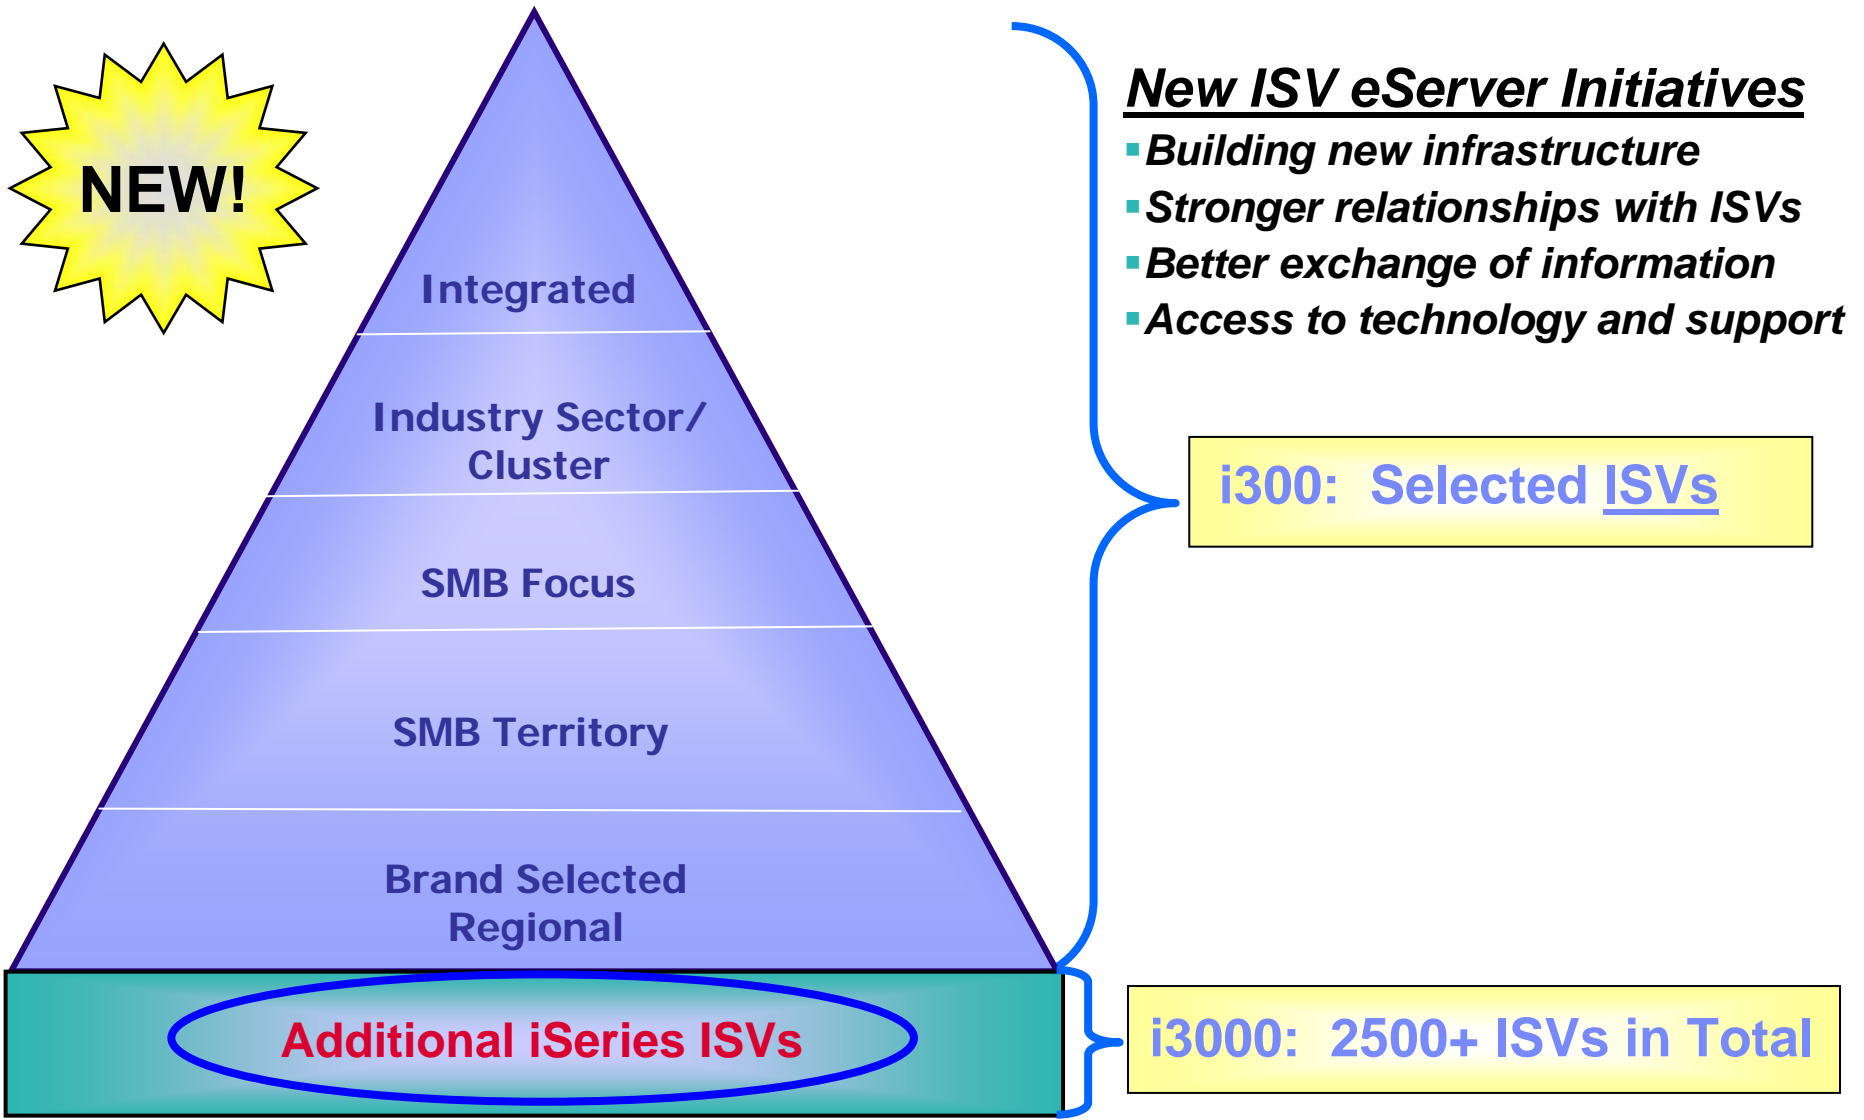 NEW!
Integrated
Industry Sector/
Cluster
SMB Focus
SMB Territory
Brand Selected
Regional
Additional iSeries ISVs
New ISV eServer Initiatives
▪Building new infrastructure
▪Stronger relationships with ISVs
▪Better exchange of information
▪Access to technology and support
i300: Selected ISVs
i3000: 2500+ ISVs in Total